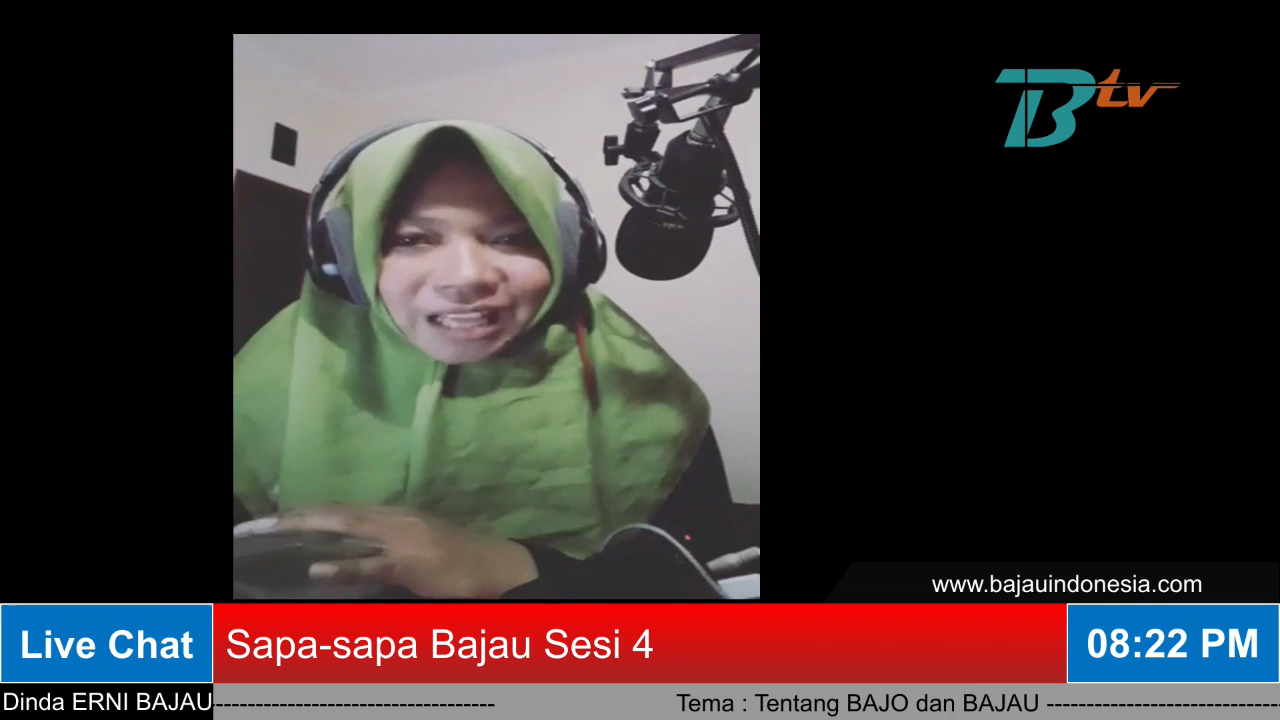 Btv
www.bajauindonesia.com
Live Chat
Sapa-sapa Bajau Sesi 4
08:22 PM
Dinda ERNI BAJAU
----------------------------------- Tema : Tentang BAJO dan BAJAU ----------------------------